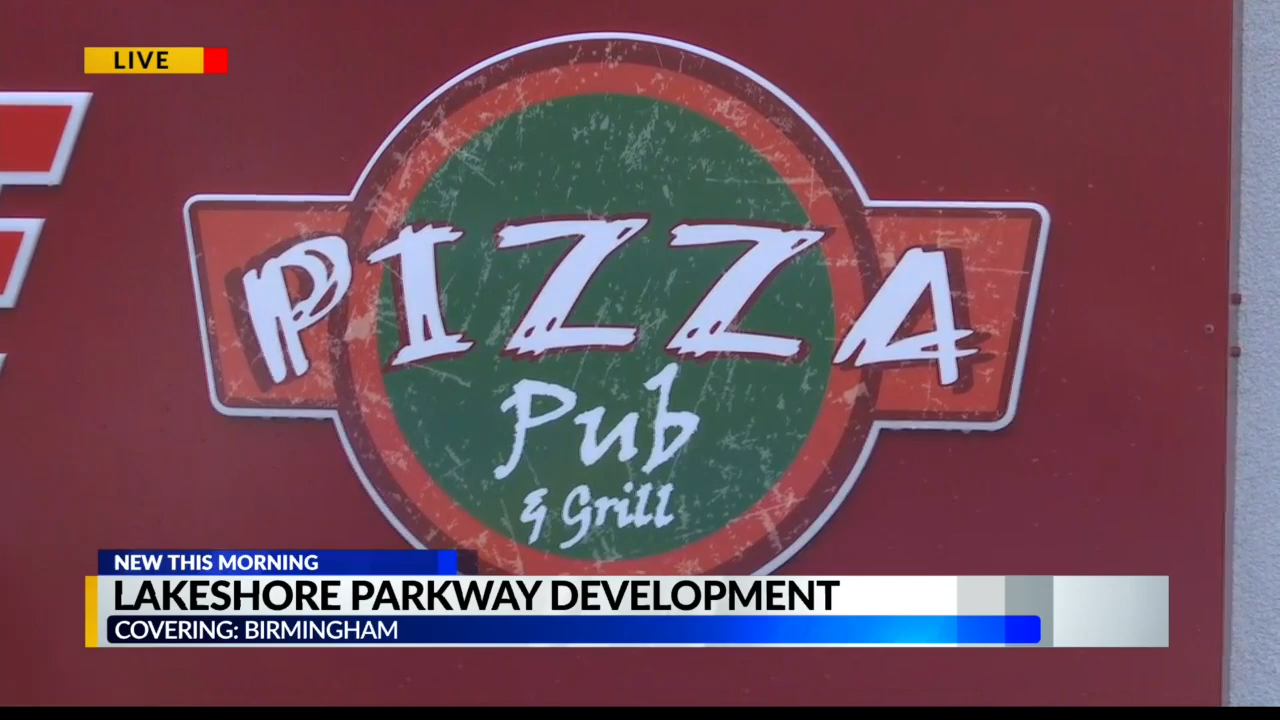 LIVE
PIZZA
Pub
& Grill
NEW THIS MORNING
LAKESHORE PARKWAY DEVELOPMENT
COVERING: BIRMINGHAM